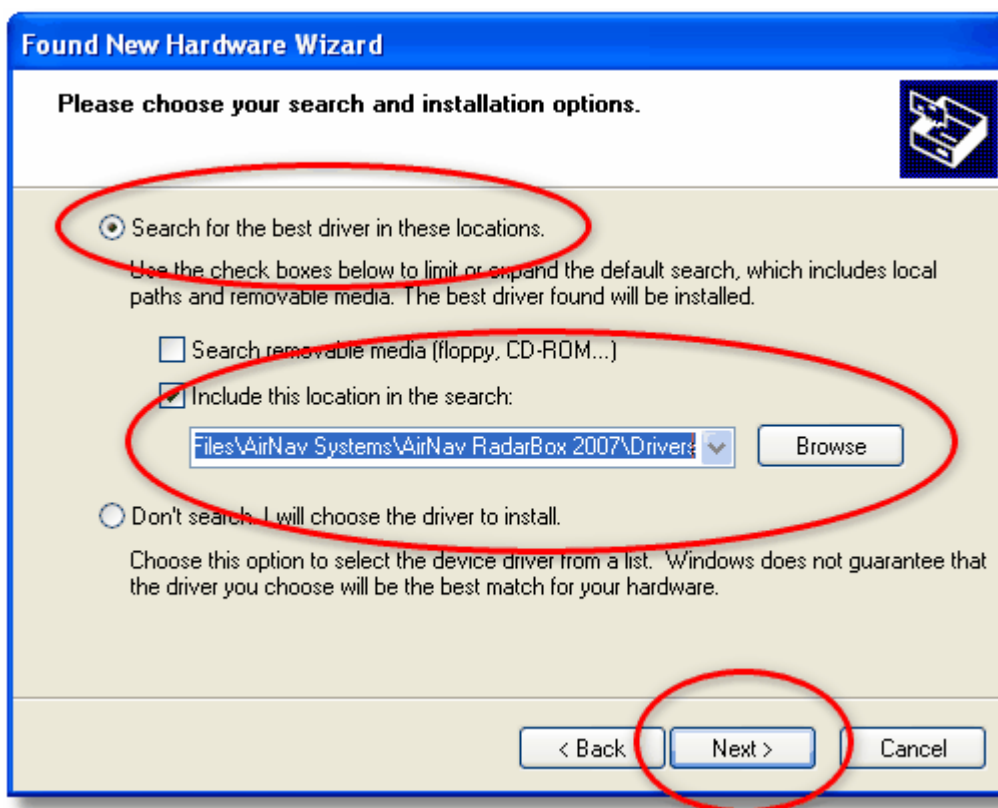 Found New Hardware Wizard
Please choose your search and installation options.
Search for the best driver in these locations.
Use the check boxes below to limit or expand the default search, which includes local
paths and removable media. The best driver found will be installed.
Search removable media (floppy, CD-ROM...)
Include this location in the search:
Files\AirNav Systems\AirNav RadarBox 2007\Drivers
Browse
Don't search. I will choose the driver to install.
Choose this option to select the device driver from a list. Windows does not guarantee that
the driver you choose will be the best match for your hardware.
< Back
Next >
Cancel